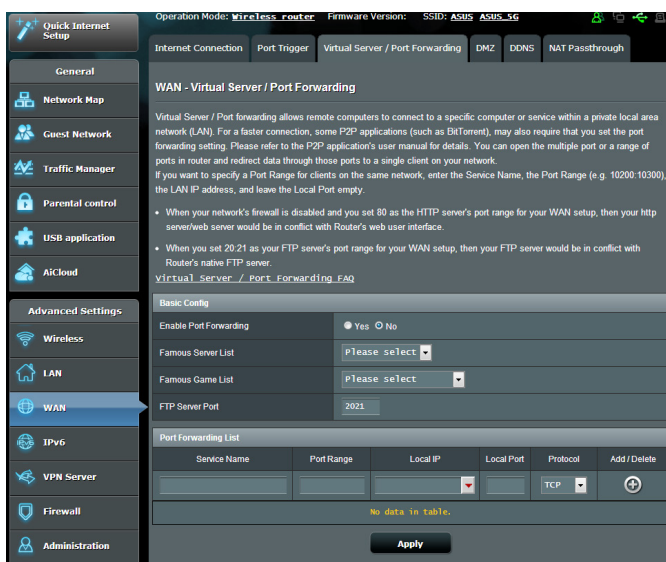 Quick Internet
Setup
General
Network Map
Guest Network
Traffic Manager
Parental control
USB application
AiCloud
Advanced Settings
Wireless
LAN
WAN
IPv6
VPN Server
Firewall
Administration
Operation Mode: Wireless router Firmware Version: SSID: ASUS ASUS_5G
Internet Connection Port Trigger Virtual Server / Port Forwarding DMZ DDNS NAT Passthrough
WAN - Virtual Server / Port Forwarding
Virtual Server / Port forwarding allows remote computers to connect to a specific computer or service within a private local area
network (LAN). For a faster connection, some P2P applications (such as BitTorrent), may also require that you set the port
forwarding setting. Please refer to the P2P application's user manual for details. You can open the multiple port or a range of
ports in router and redirect data through those ports to a single client on your network.
If you want to specify a Port Range for clients on the same network, enter the Service Name, the Port Range (e.g. 10200:10300),
the LAN IP address, and leave the Local Port empty.
• When your network's firewall is disabled and you set 80 as the HTTP server's port range for your WAN setup, then your http
server/web server would be in conflict with Router's web user interface.
• When you set 20:21 as your FTP server's port range for your WAN setup, then your FTP server would be in conflict with
Router's native FTP server.
Virtual Server / Port Forwarding FAQ
Basic Config
Enable Port Forwarding Yes No
Famous Server List Please select
Famous Game List Please select
FTP Server Port 2021
Port Forwarding List
Service Name Port Range Local IP Local Port Protocol Add / Delete
TCP
No data in table.
Apply